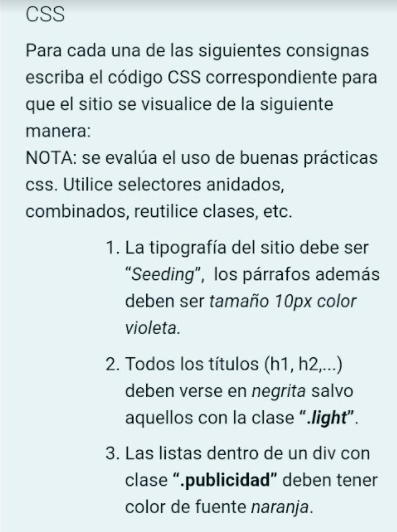 CSS
Para cada una de las siguientes consignas
escriba el código CSS correspondiente para
que el sitio se visualice de la siguiente
manera:
NOTA: se evalúa el uso de buenas prácticas
css. Utilice selectores anidados,
combinados, reutilice clases, etc.
1. La tipografía del sitio debe ser
“Seeding”, los párrafos además
deben ser tamaño 10px color
violeta.
2. Todos los títulos (h1, h2,...)
deben verse en negrita salvo
aquellos con la clase “.light”.
3. Las listas dentro de un div con
clase “.publicidad” deben tener
color de fuente naranja.